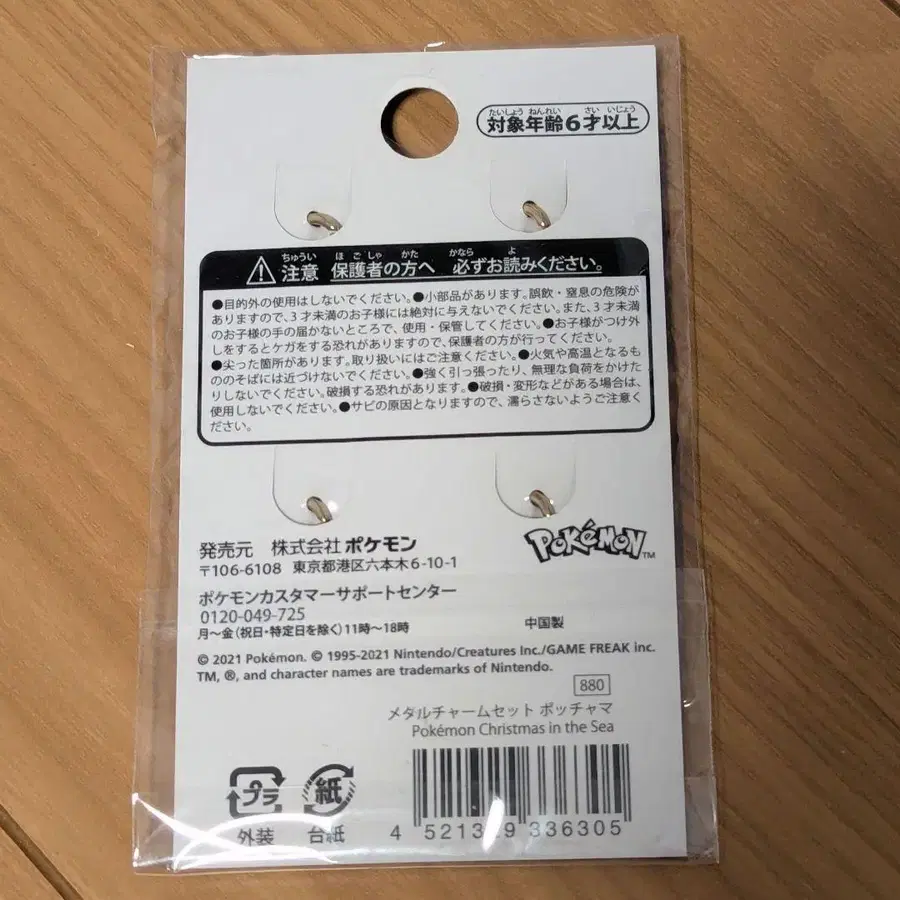 たいしょう ねんれい さい いじょう
対象年齢6才以上
ちゅうい ほごしゃ かた かなら よ
注意 保護者の方へ 必ずお読みください。
●目的外の使用はしないでください。●小部品があります。誤飲・窒息の危険が
ありますので、3才未満のお子様には絶対に与えないでください。また、3才未満
のお子様の手の届かないところで、使用・保管してください。●お子様がつけ外
しをするとケガをする恐れがありますので、保護者の方が行ってください。
●尖った箇所があります。取り扱いにはご注意ください。●火気や高温となるも
ののそばには近づけないでください。●強く引っ張ったり、無理な負荷をかけた
りしないでください。破損する恐れがあります。●破損・変形などがある場合は、
使用しないでください。●サビの原因となりますので、濡らさないようご注意く
ださい。
発売元 株式会社 ポケモン
〒106-6108 東京都港区六本木6-10-1
POKéMON™
ポケモンカスタマーサポートセンター
0120-049-725
月〜金(祝日・特定日を除く)11時〜18時
中国製
© 2021 Pokémon. © 1995-2021 Nintendo/Creatures Inc./GAME FREAK inc.
TM, ®, and character names are trademarks of Nintendo.
880
メタルチャームセット ポッチャマ
Pokémon Christmas in the Sea
プラ 紙
外装 台紙
4 521329 336305